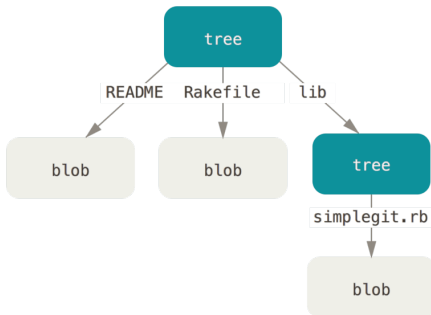 tree
README Rakefile lib
blob blob tree
simplegit.rb
blob